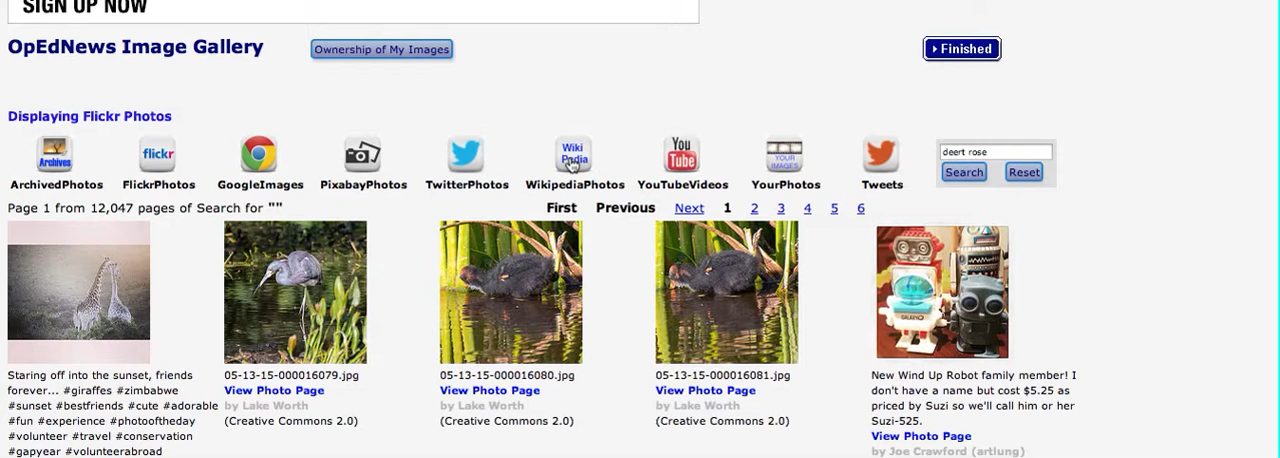 SIGN UP NOW
OpEdNews Image Gallery
Ownership of My Images
Finished
Displaying Flickr Photos
Archives
flickr
Wiki
Pedia
You
Tube
YOUR
IMAGES
deert rose
ArchivedPhotos FlickrPhotos GoogleImages PixabayPhotos TwitterPhotos WikipediaPhotos YouTubeVideos YourPhotos Tweets
Search Reset
Page 1 from 12,047 pages of Search for "" First Previous Next 1 2 3 4 5 6
Staring off into the sunset, friends
forever... #giraffes #zimbabwe
#sunset #bestfriends #cute #adorable
#fun #experience #photooftheday
#volunteer #travel #conservation
#gapyear #volunteerabroad
05-13-15-000016079.jpg
View Photo Page
by Lake Worth
(Creative Commons 2.0)
05-13-15-000016080.jpg
View Photo Page
by Lake Worth
(Creative Commons 2.0)
05-13-15-000016081.jpg
View Photo Page
by Lake Worth
(Creative Commons 2.0)
New Wind Up Robot family member! I
don't have a name but cost $5.25 as
priced by Suzi so we'll call him or her
Suzi-525.
View Photo Page
by Joe Crawford (artlung)